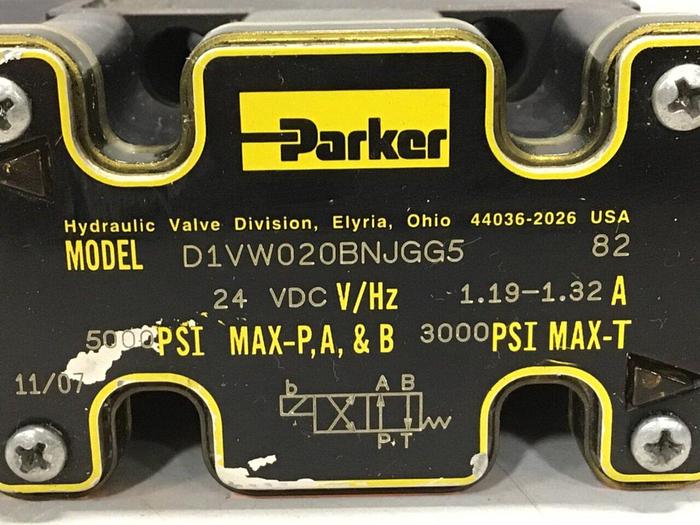 Parker
Hydraulic Valve Division, Elyria, Ohio 44036-2026 USA
MODEL D1VW020BNJGG5 82
24 VDC V/Hz 1.19-1.32 A
5000 PSI MAX-P, A, & B 3000 PSI MAX-T
11/07
b A B
P T